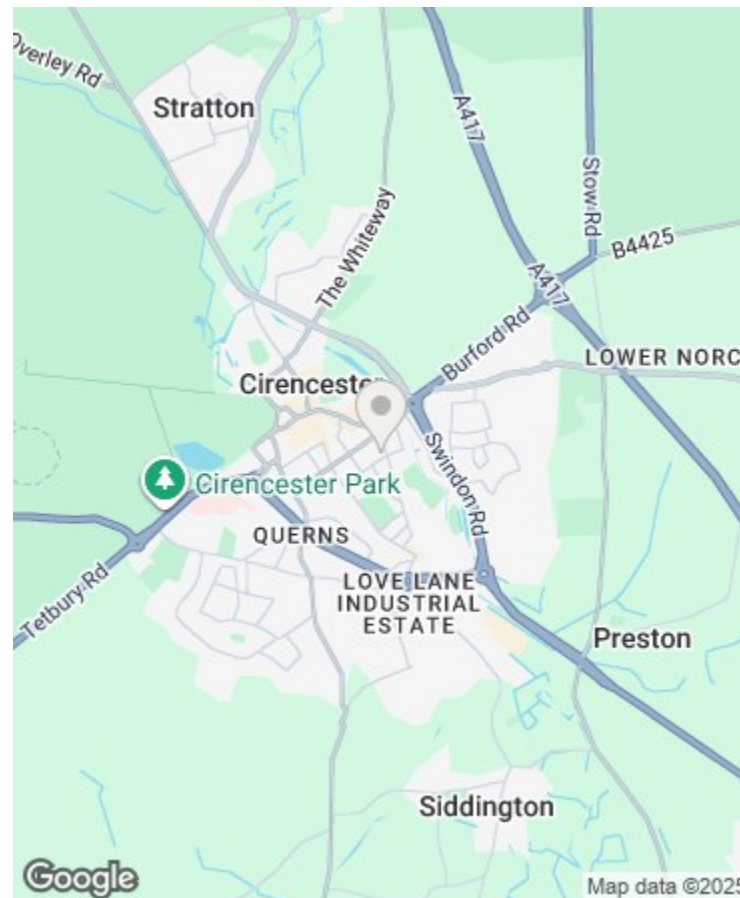 Overley Rd
Stratton
A417
Stow Rd
The Whiteway
B4425
A417
Burford Rd
LOWER NORC
Cirencester
Swindon Rd
Cirencester Park
QUERNS
LOVE LANE
INDUSTRIAL
ESTATE
Tetbury Rd
Preston
Siddington
Google
Map data ©2025